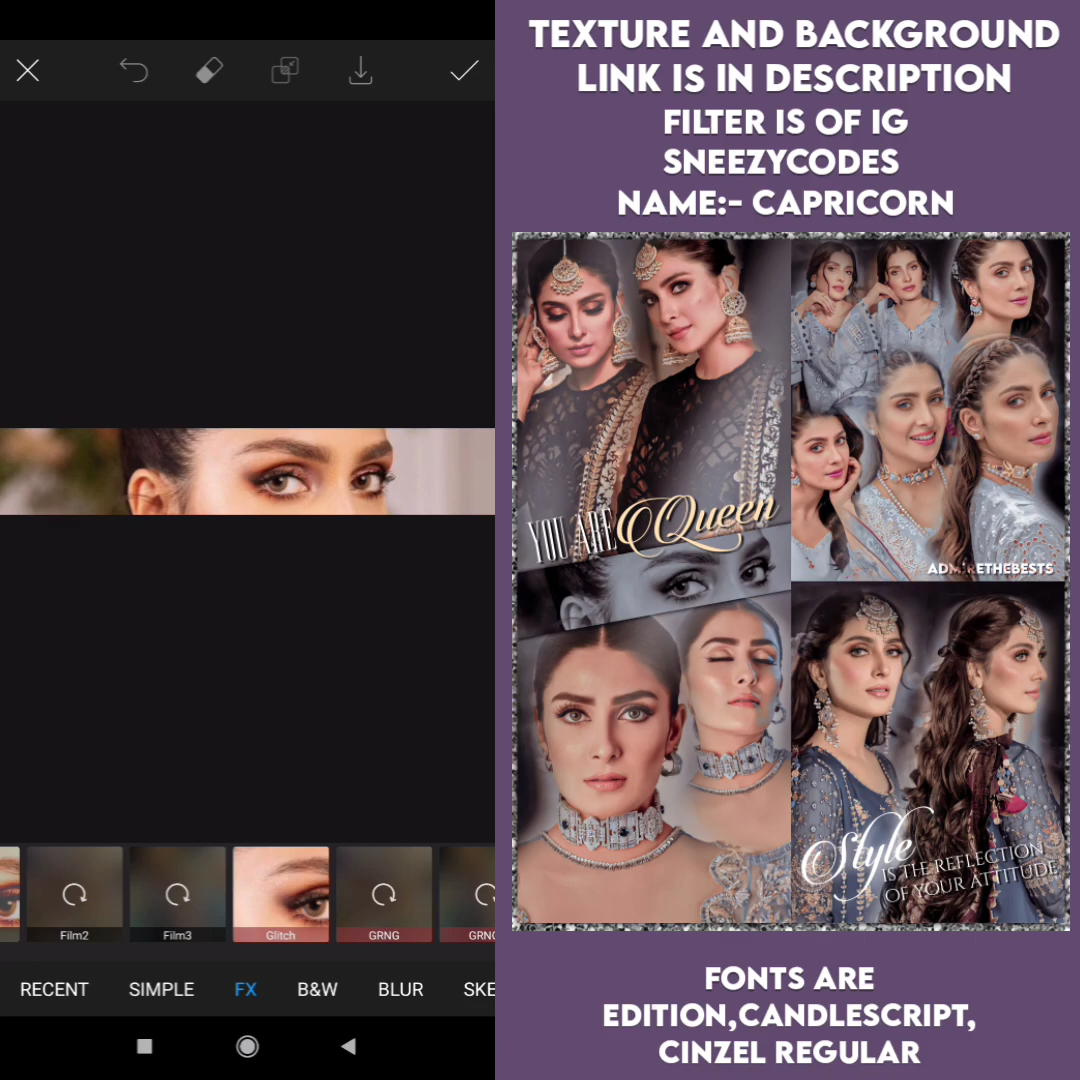 Film2
Film3
Glitch
GRNG
GRNG
RECENT
SIMPLE
FX
B&W
BLUR
SKE
TEXTURE AND BACKGROUND
LINK IS IN DESCRIPTION
FILTER IS OF IG
SNEEZYCODES
NAME:- CAPRICORN
YOU ARE Queen
ADMIRETHEBESTS
Style
IS THE REFLECTION
OF YOUR ATTITUDE
FONTS ARE
EDITION,CANDLESCRIPT,
CINZEL REGULAR